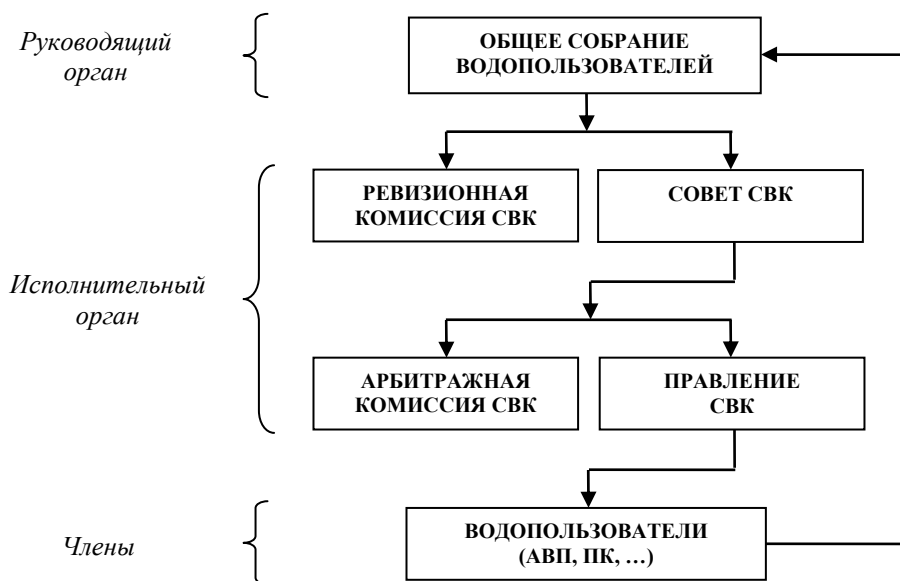 Руководящий
орган
ОБЩЕЕ СОБРАНИЕ
ВОДОПОЛЬЗОВАТЕЛЕЙ
РЕВИЗИОННАЯ
КОМИССИЯ СВК
СОВЕТ СВК
Исполнительный
орган
АРБИТРАЖНАЯ
КОМИССИЯ СВК
ПРАВЛЕНИЕ
СВК
Члены
ВОДОПОЛЬЗОВАТЕЛИ
(АВП, ПК, ...)